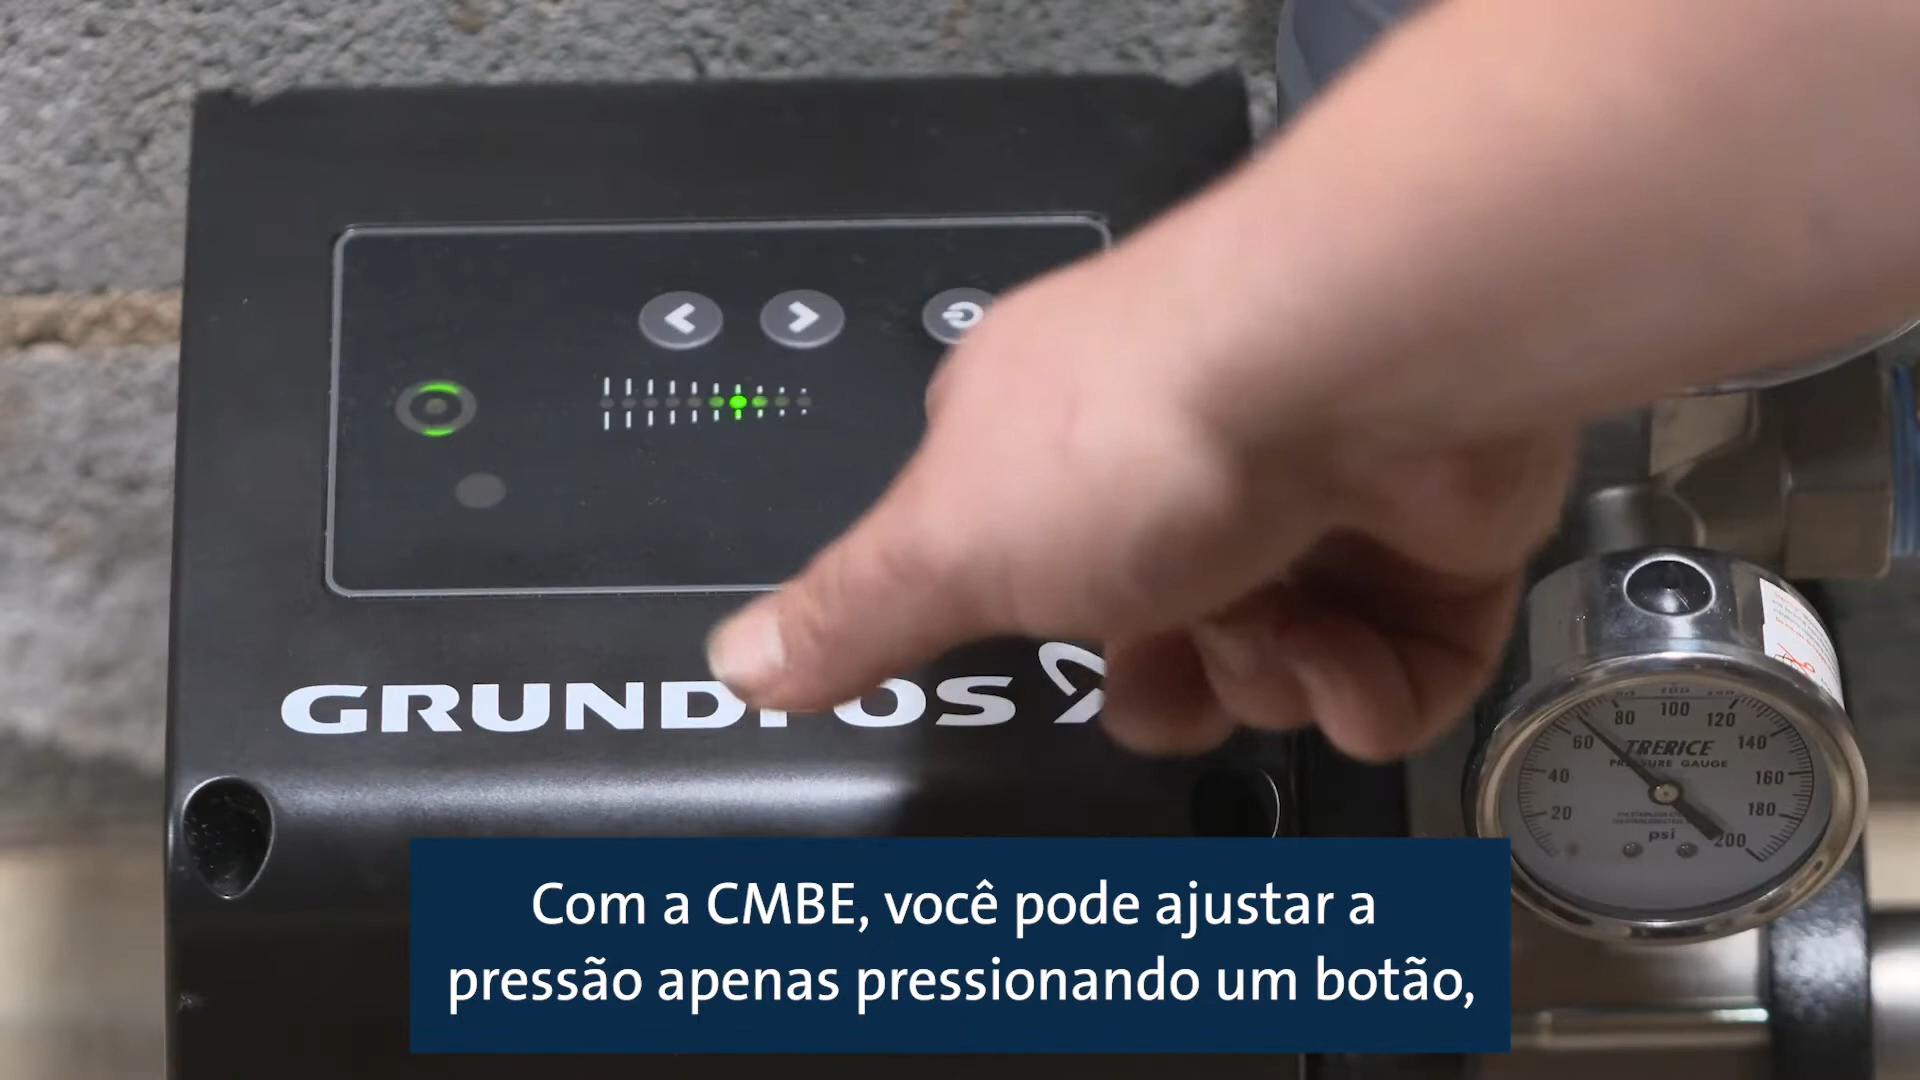 GRUNDFOS
80 100 120
60 140
TRERICE
PRESSURE GAUGE
40 160
20 180
psi 200
Com a CMBE, você pode ajustar a
pressão apenas pressionando um botão,